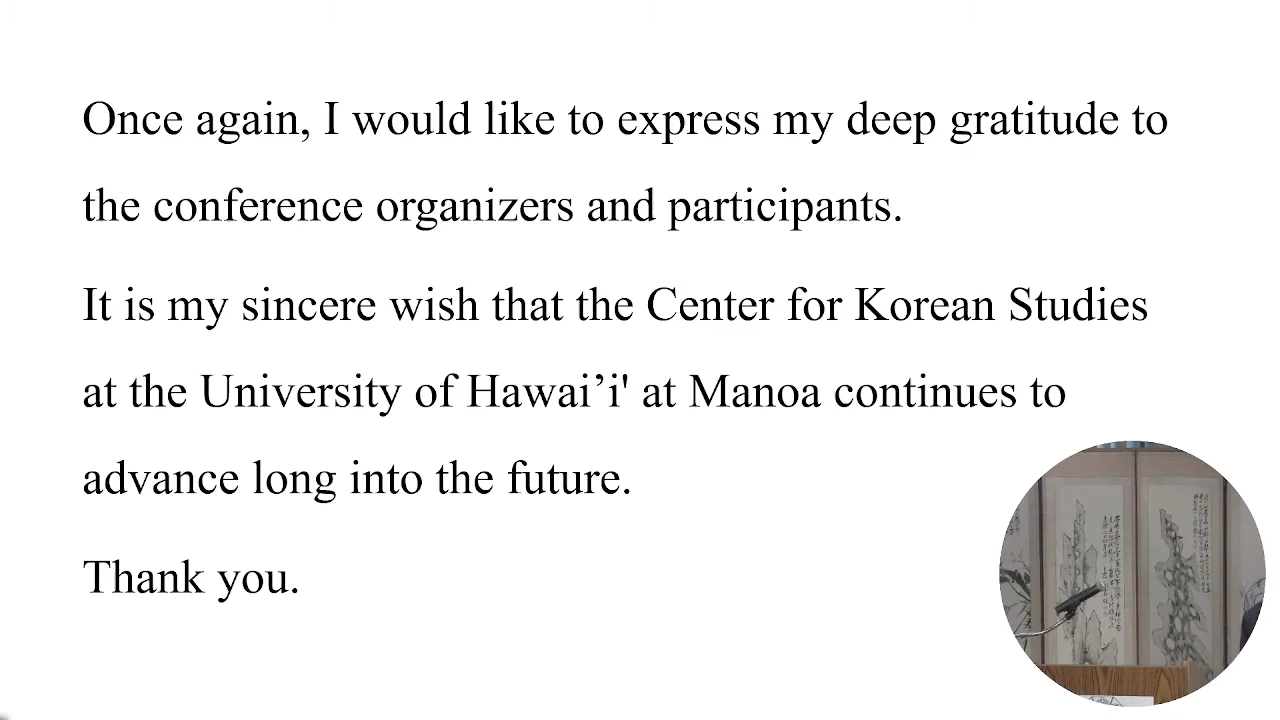 Once again, I would like to express my deep gratitude to
the conference organizers and participants.
It is my sincere wish that the Center for Korean Studies
at the University of Hawai’i' at Manoa continues to
advance long into the future.
Thank you.